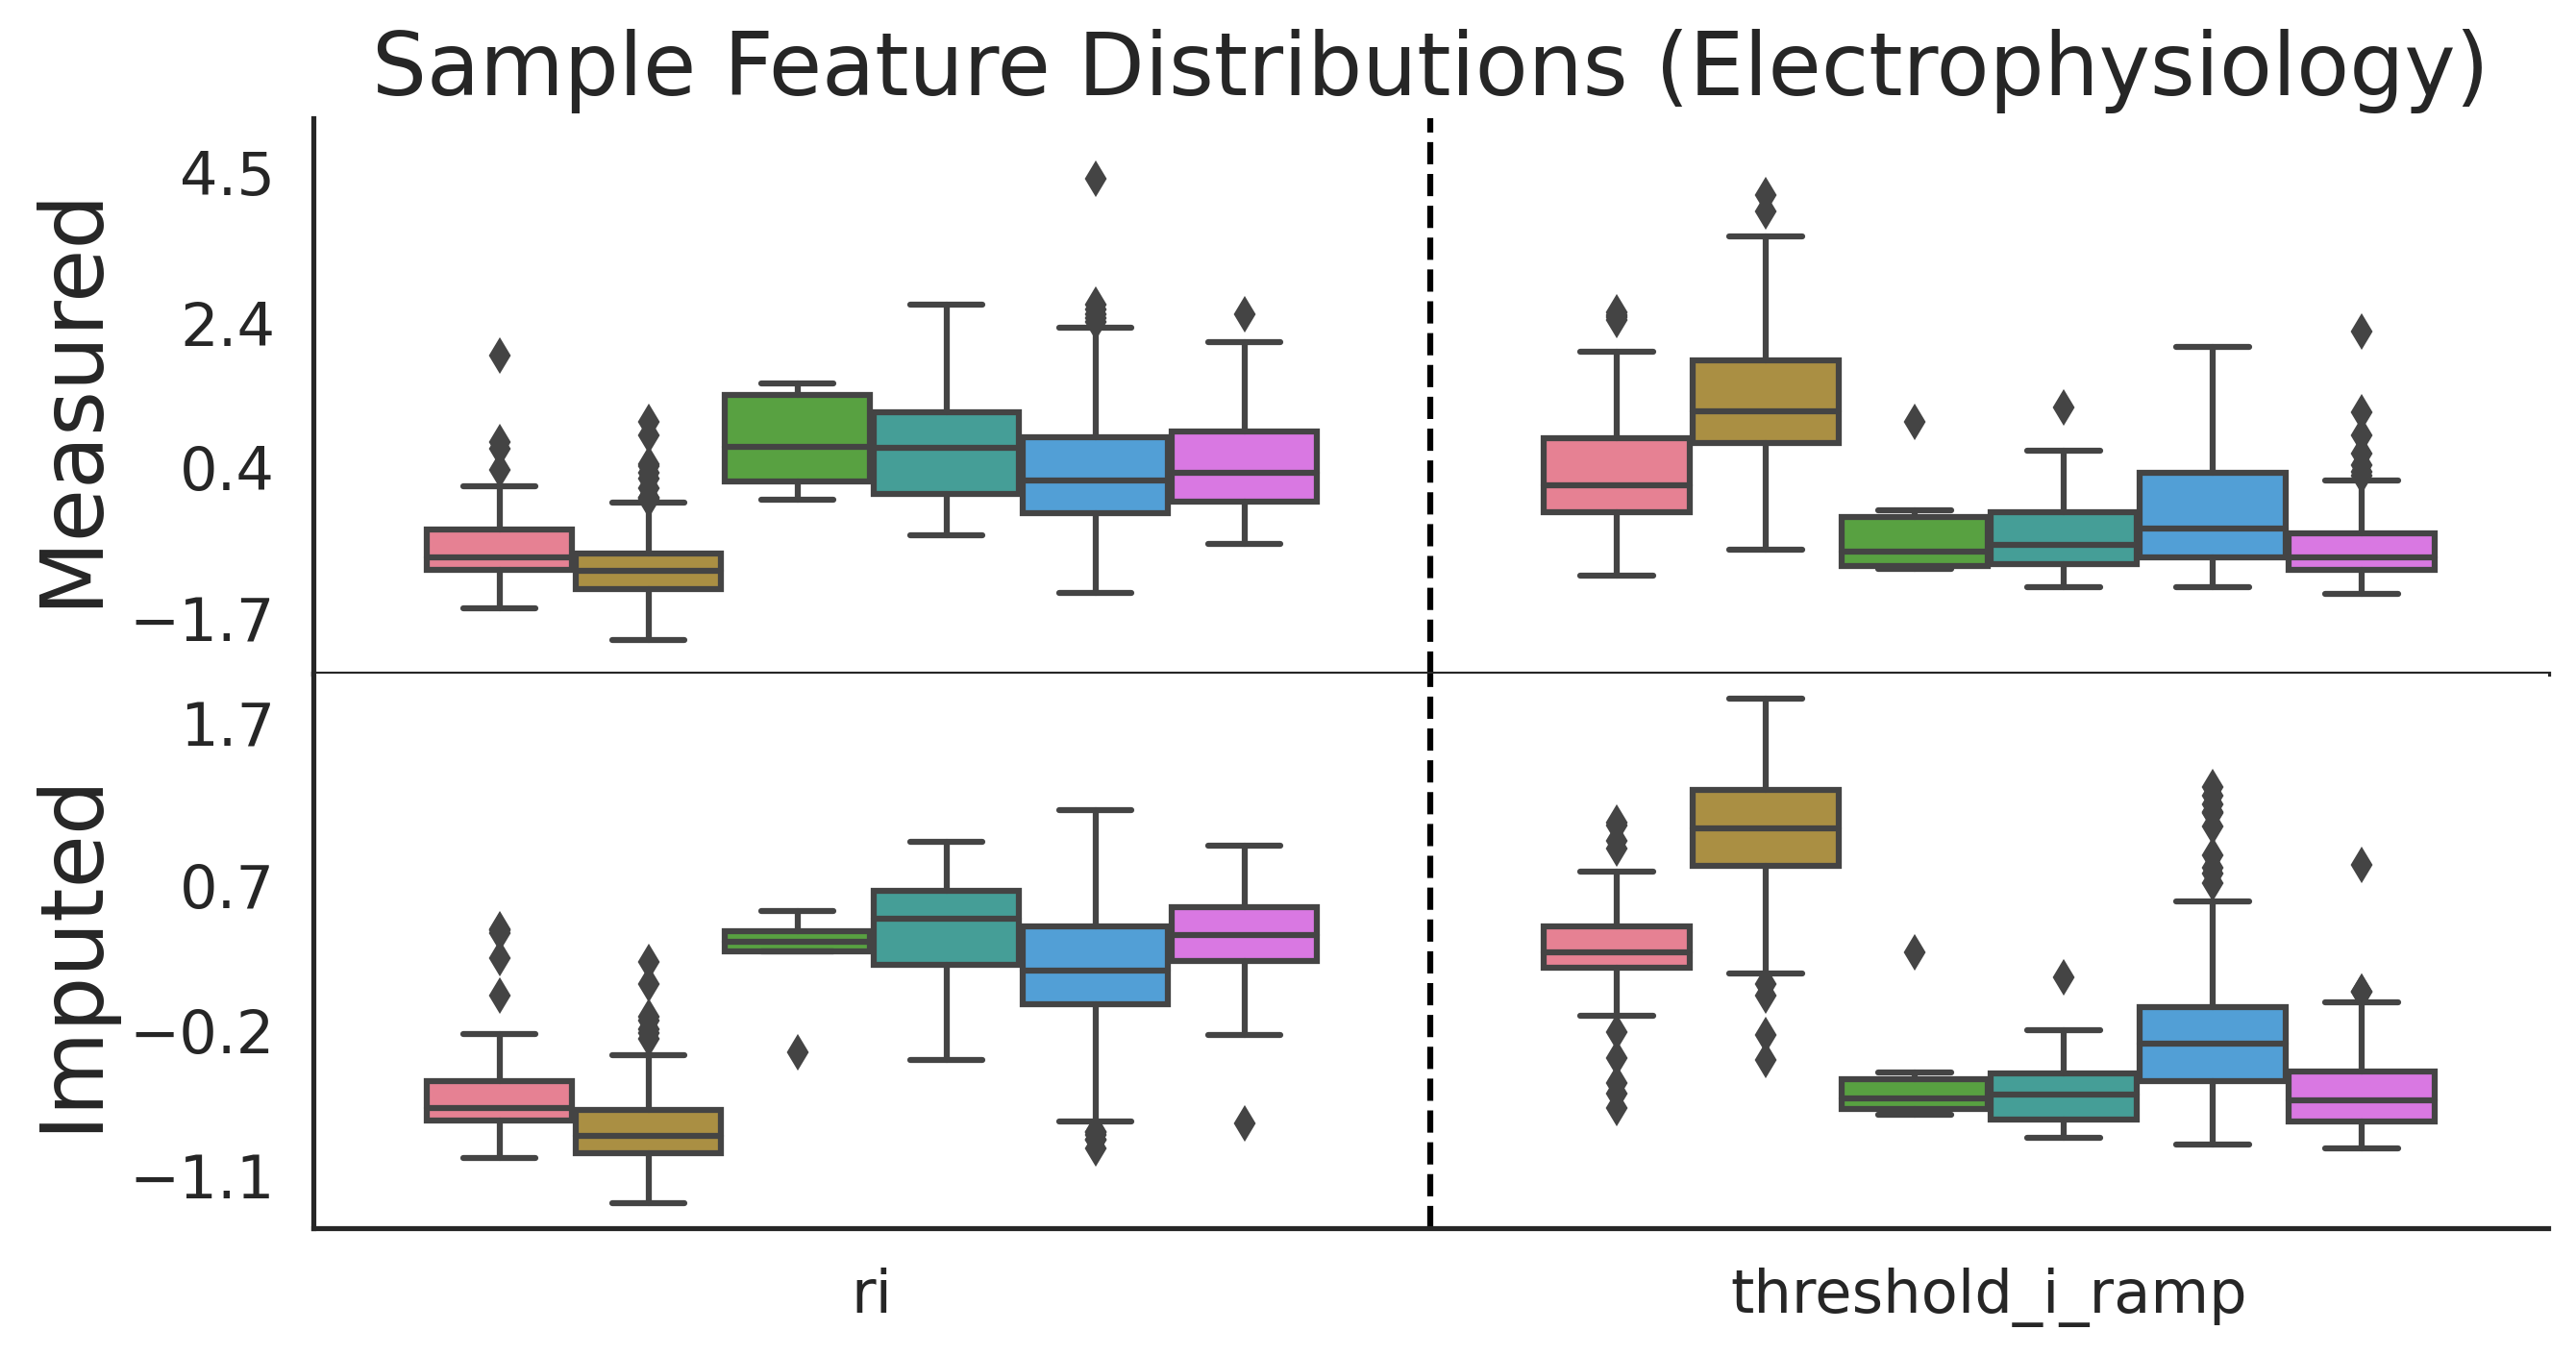 Sample Feature Distributions (Electrophysiology)
Measured
4.5
2.4
0.4
−1.7
Imputed
1.7
0.7
−0.2
−1.1
ri
threshold_i_ramp